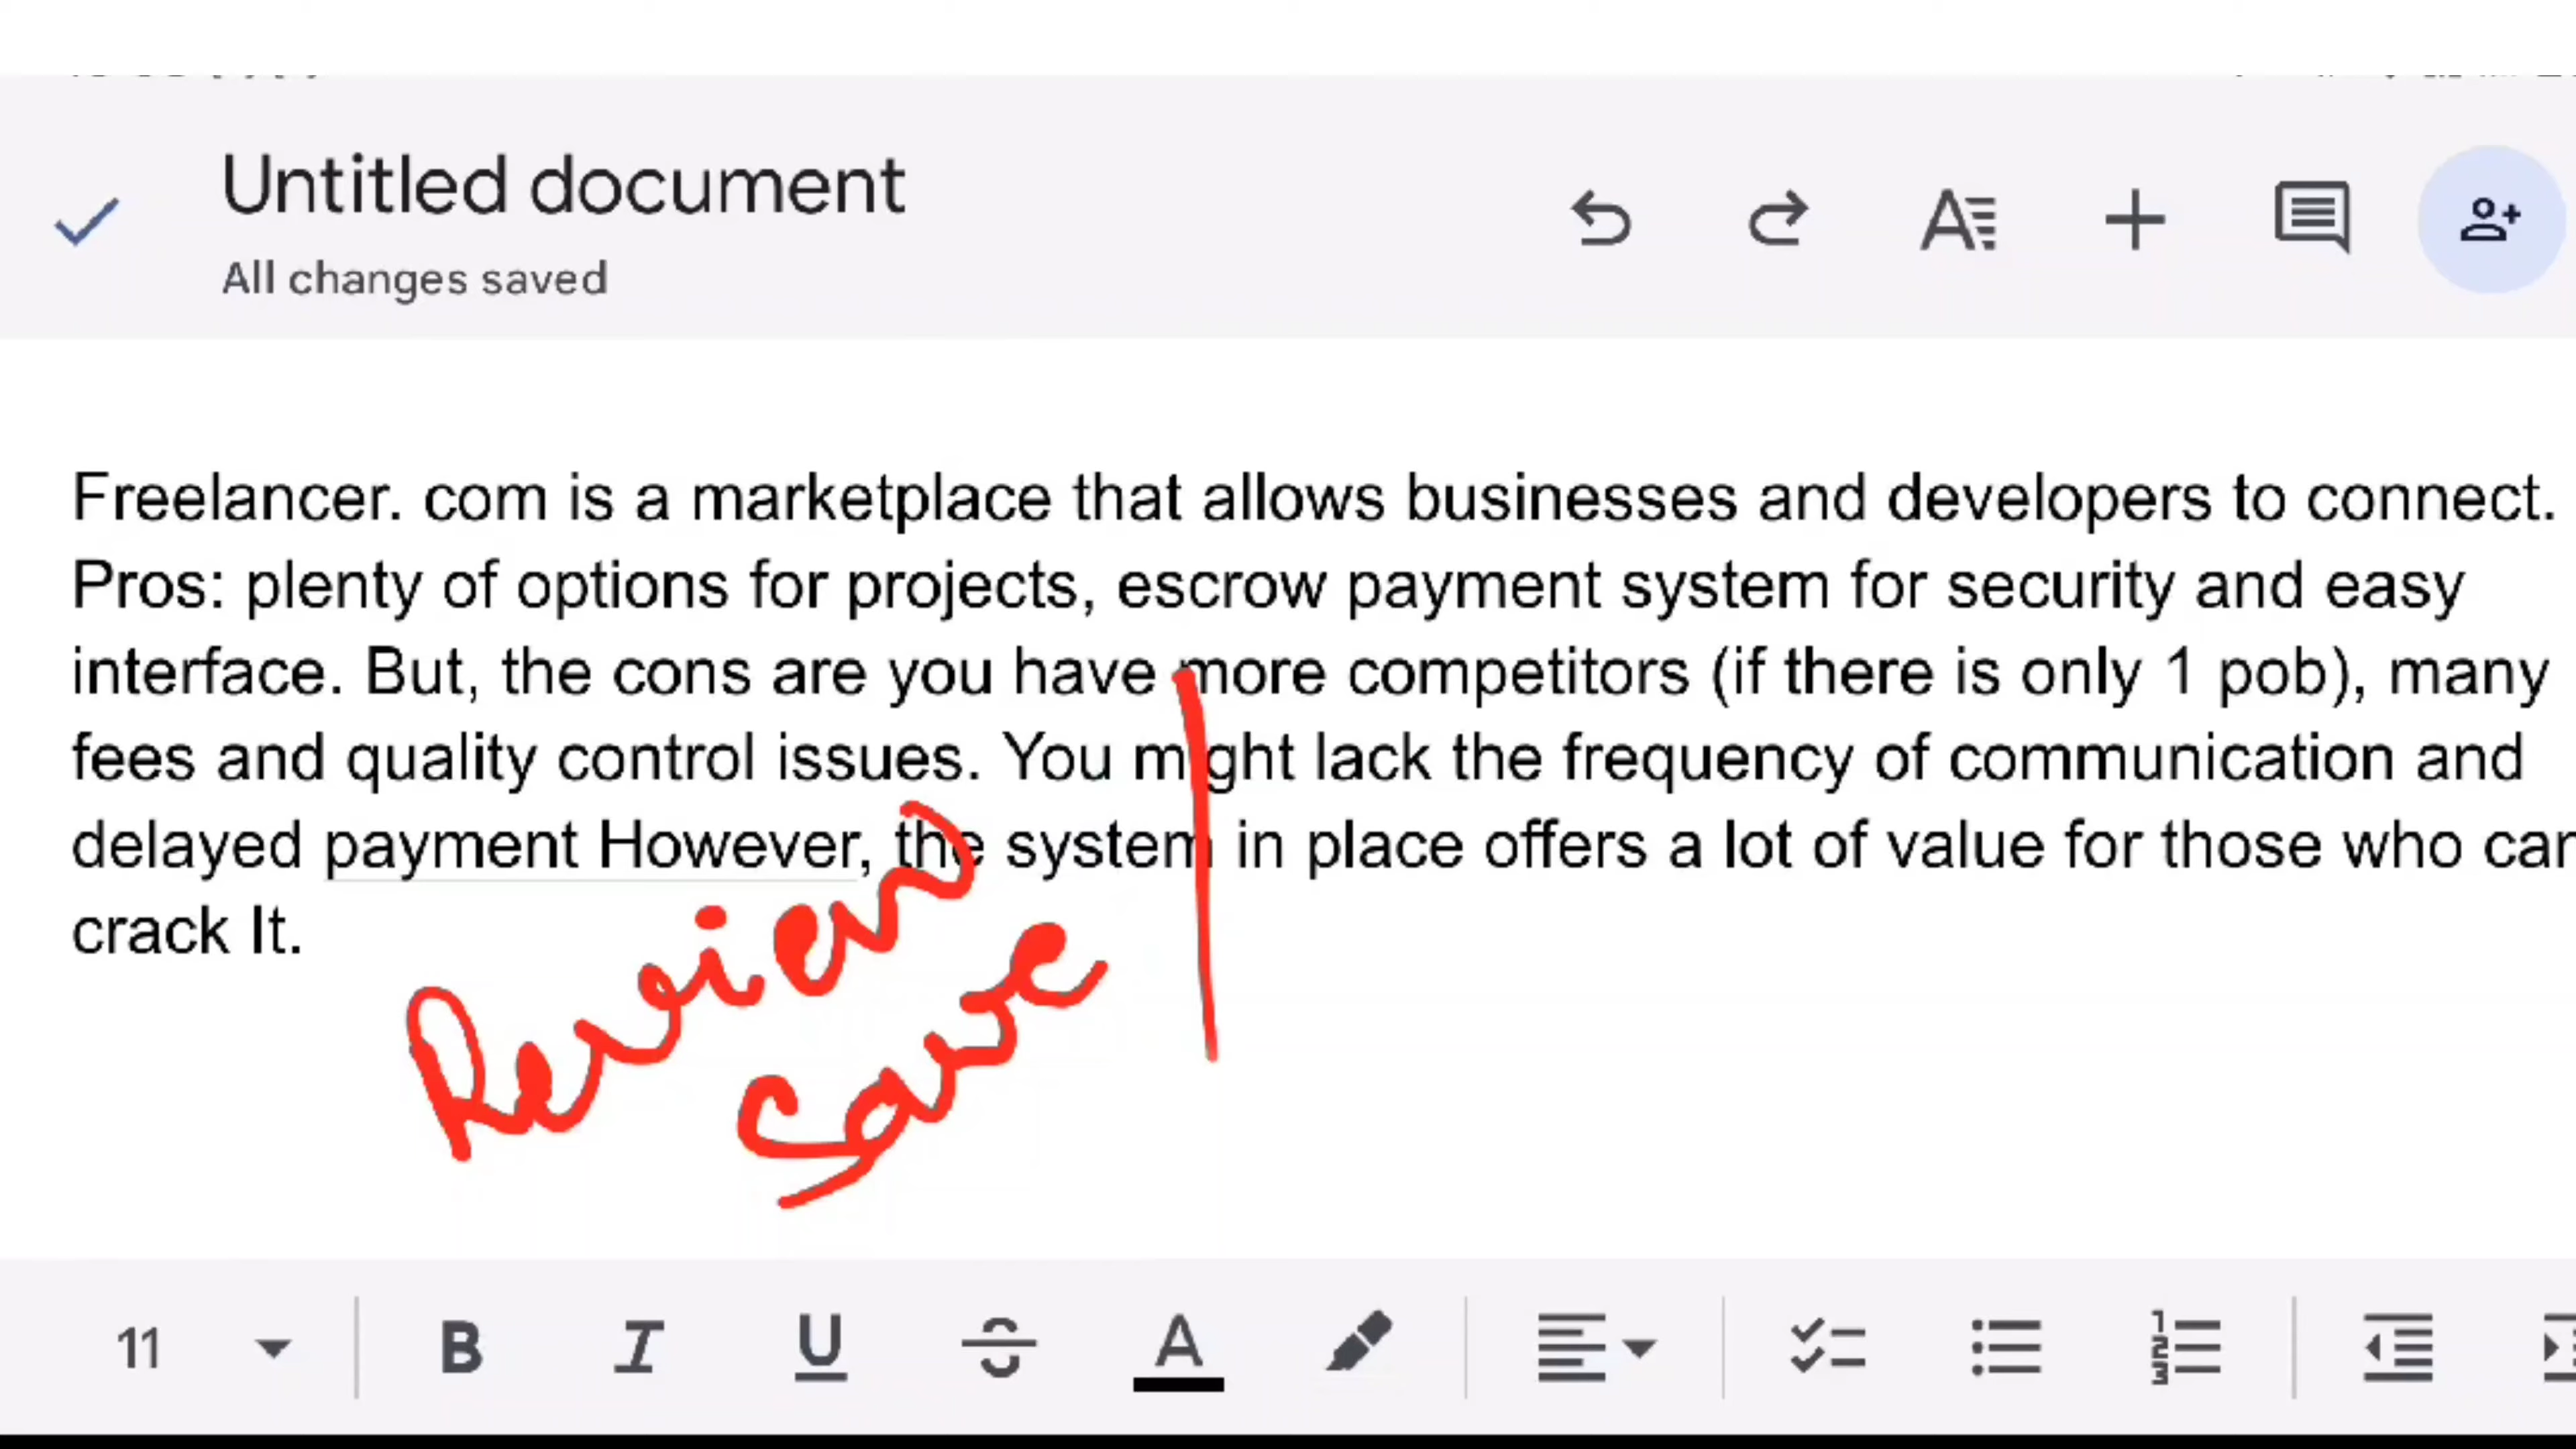 Untitled document
All changes saved
Freelancer. com is a marketplace that allows businesses and developers to connect.
Pros: plenty of options for projects, escrow payment system for security and easy
interface. But, the cons are you have more competitors (if there is only 1 pob), many
fees and quality control issues. You might lack the frequency of communication and
delayed payment However, the system in place offers a lot of value for those who can
crack It.
Review
save
11